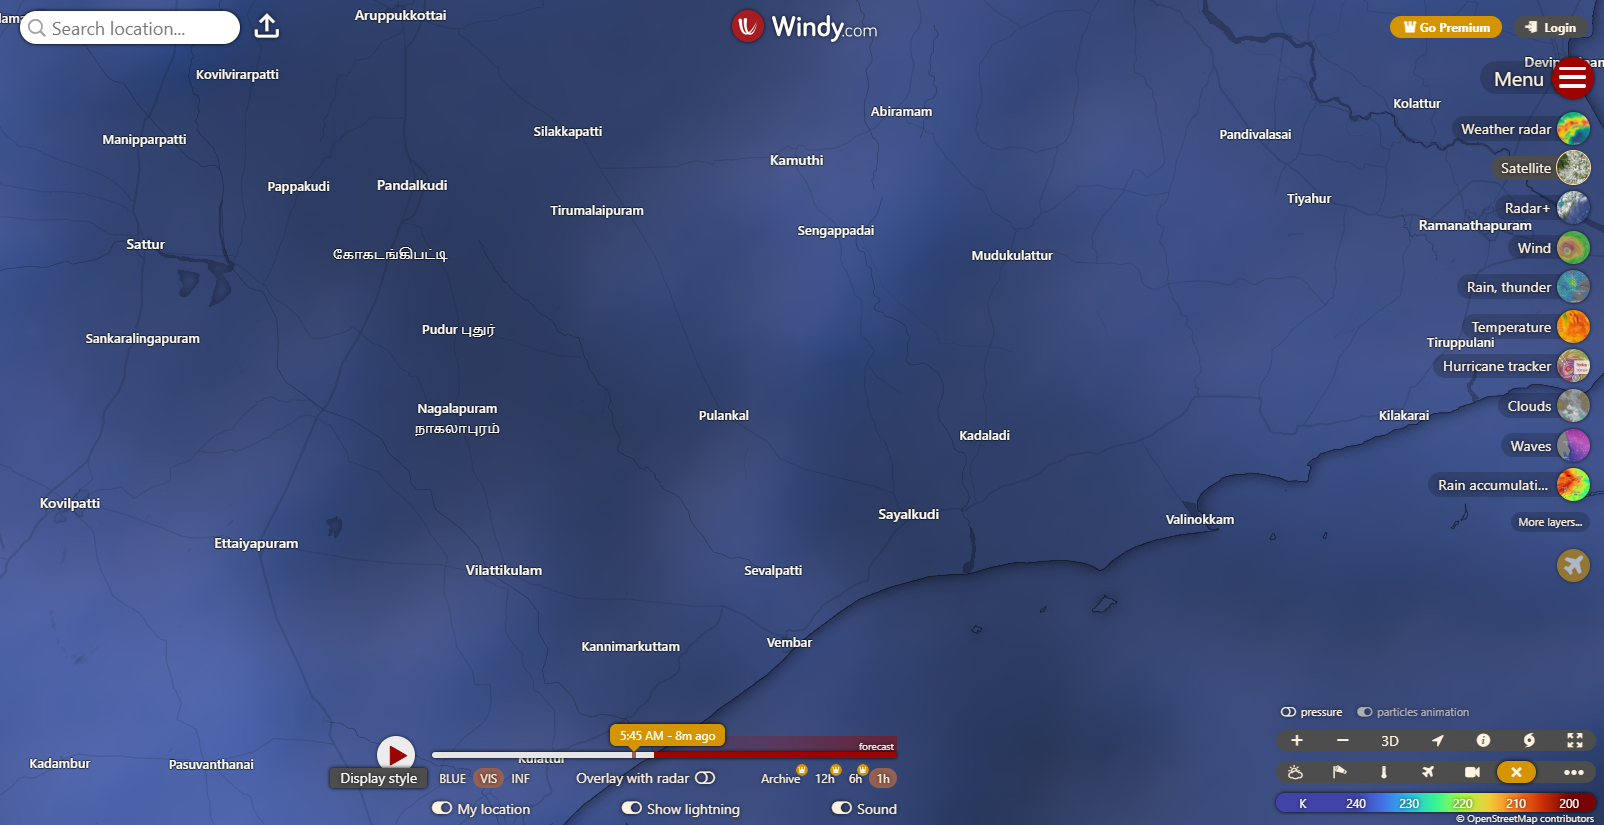 Search location...
Windy.com
Go Premium
Login
Menu
Weather radar
Satellite
Radar+
Wind
Rain, thunder
Temperature
Hurricane tracker
Clouds
Waves
Rain accumulati...
More layers...
Aruppukkottai
Kovilvirarpatti
Kolattur
Abiramam
Silakkapatti
Pandivalasai
Manipparpatti
Kamuthi
Pappakudi
Pandalkudi
Tiyahur
Tirumalaipuram
Ramanathapuram
Sengappadai
Sattur
கோகடங்கிபட்டி
Mudukulattur
Pudur புதுர்
Sankaralingapuram
Tiruppulani
Nagalapuram
நாகலாபுரம்
Pulankal
Kilakarai
Kadaladi
Kovilpatti
Sayalkudi
Valinokkam
Ettaiyapuram
Vilattikulam
Sevalpatti
Kannimarkuttam
Vembar
Kadambur
Pasuvanthanai
Kulattur
5:45 AM - 8m ago
forecast
Display style
BLUE VIS INF
Overlay with radar
Archive 12h 6h 1h
My location
Show lightning
Sound
pressure
particles animation
3D
K 240 230 220 210 200
© OpenStreetMap contributors